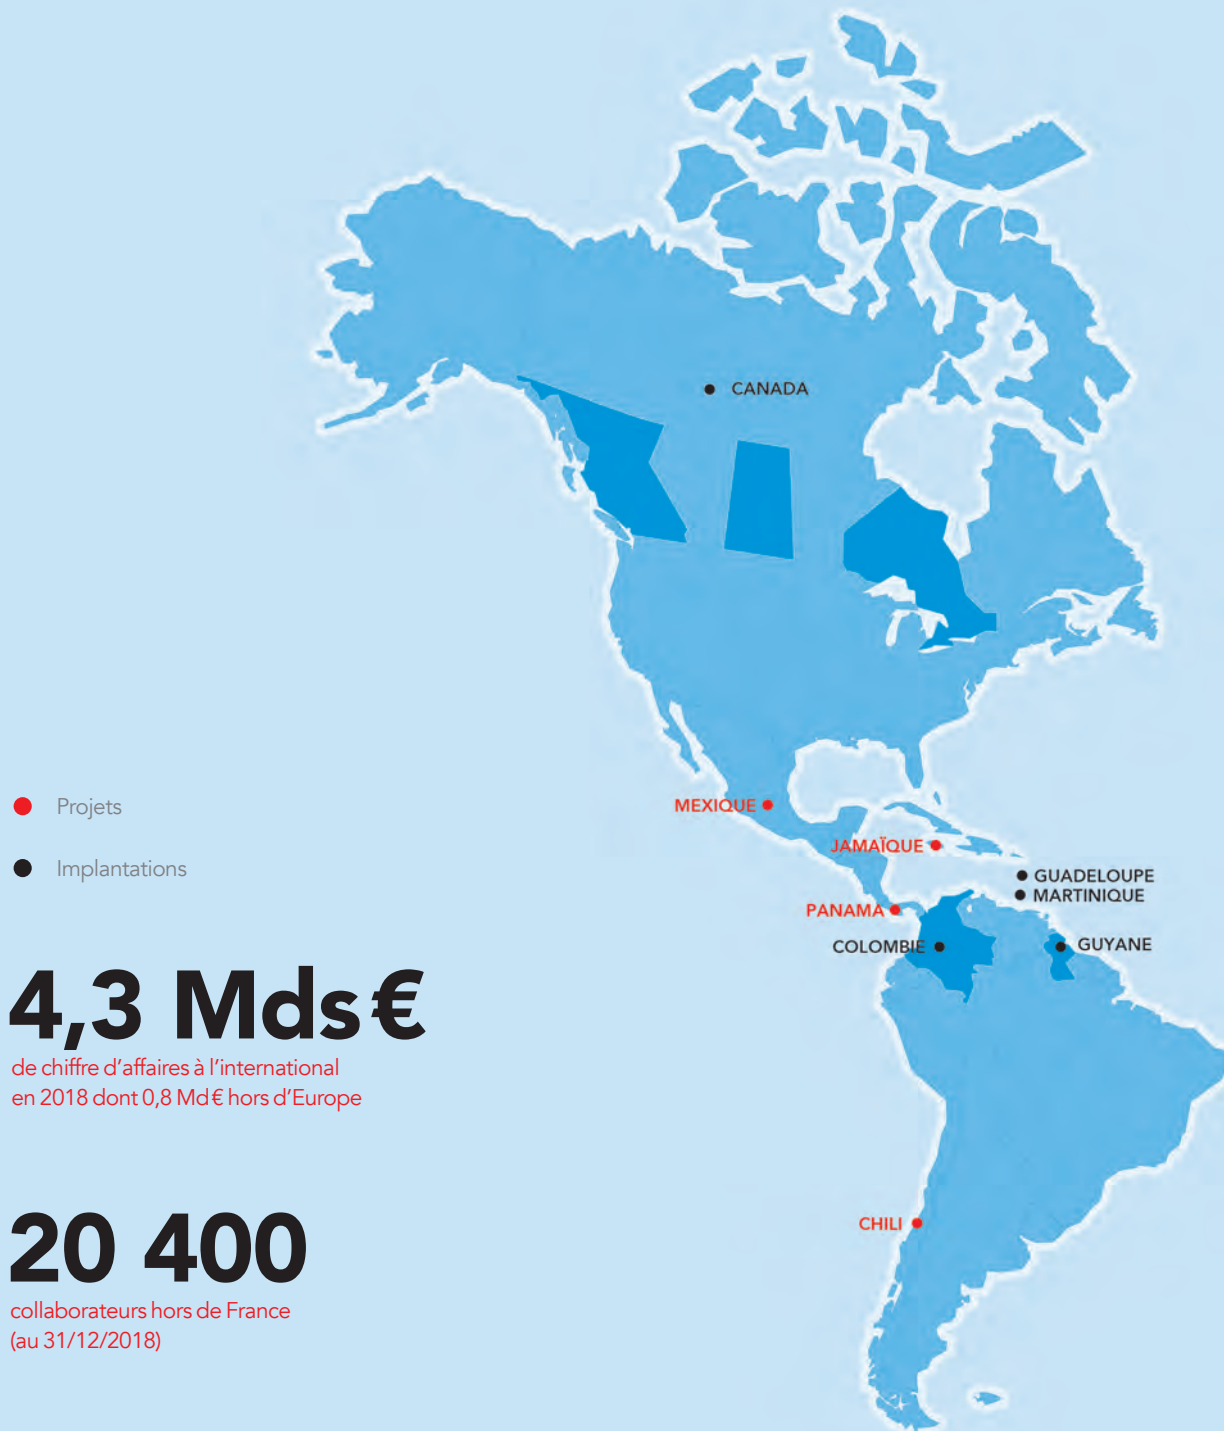 CANADA
Projets
MEXIQUE
JAMAÏQUE
Implantations
GUADELOUPE
MARTINIQUE
PANAMA
COLOMBIE
GUYANE
4,3 Mds €
de chiffre d'affaires à l'international
en 2018 dont 0,8 Md € hors d'Europe
20 400
CHILI
collaborateurs hors de France
(au 31/12/2018)